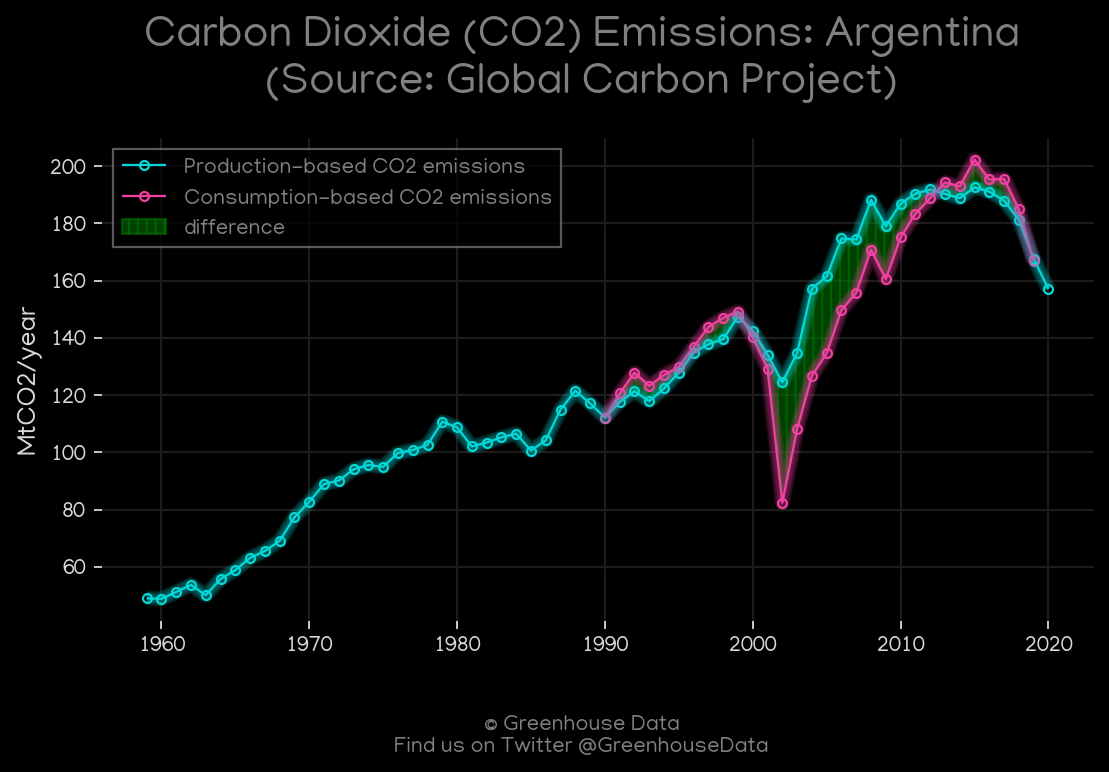 Carbon Dioxide (CO2) Emissions: Argentina
(Source: Global Carbon Project)
Production-based CO2 emissions
Consumption-based CO2 emissions
difference
MtCO2/year
200
180
160
140
120
100
80
60
1960 1970 1980 1990 2000 2010 2020
© Greenhouse Data
Find us on Twitter @GreenhouseData